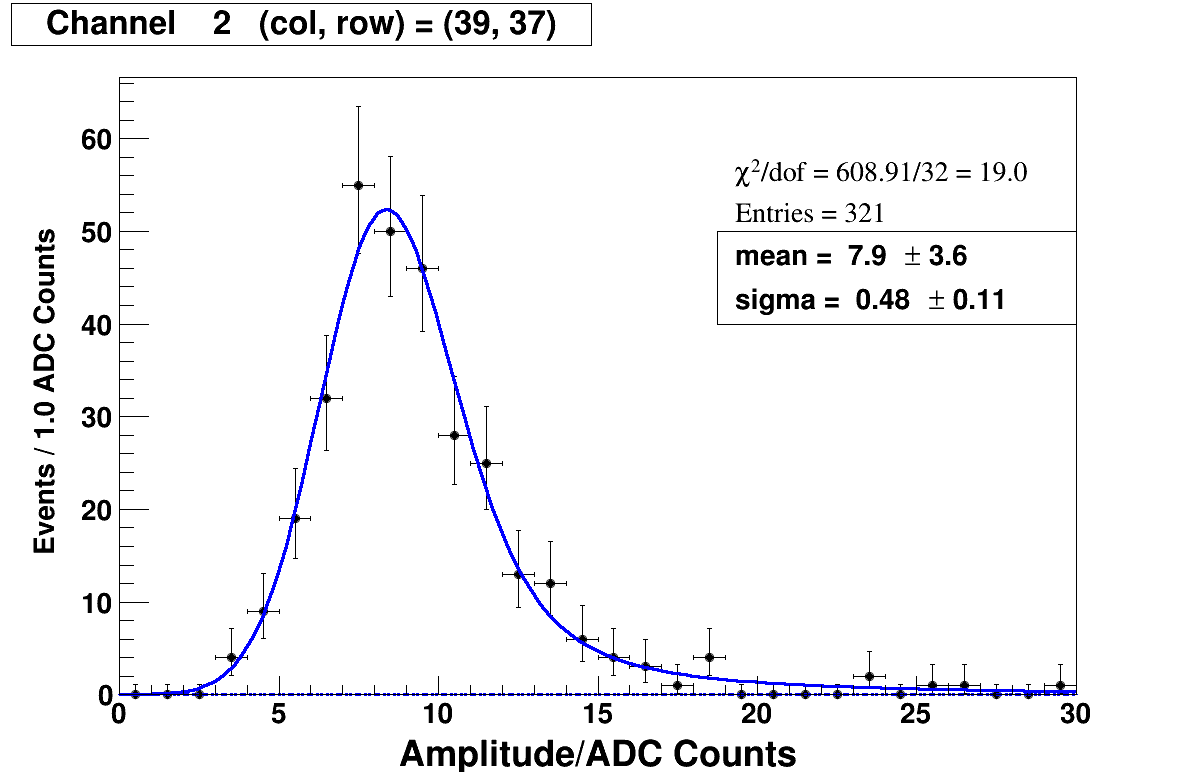 Channel 2 (col, row) = (39, 37)
χ²/dof = 608.91/32 = 19.0
Entries = 321
mean = 7.9 ± 3.6
sigma = 0.48 ± 0.11
Events / 1.0 ADC Counts
60
50
40
30
20
10
0
0 5 10 15 20 25 30
Amplitude/ADC Counts